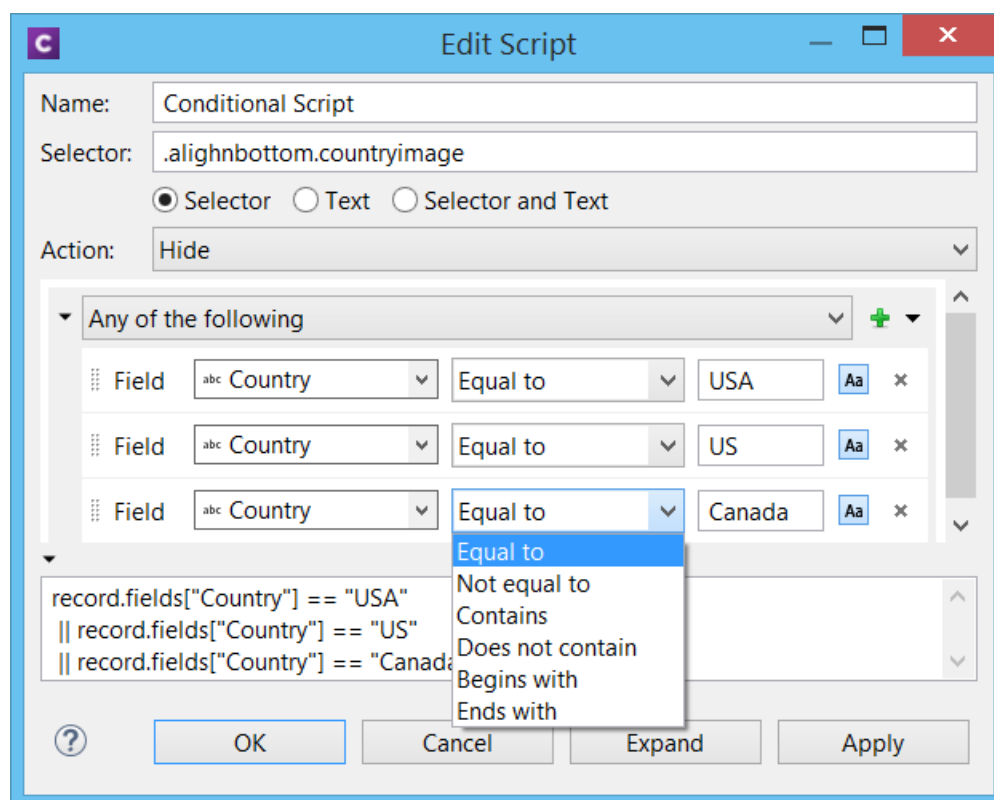 C Edit Script
Name: Conditional Script
Selector: .alighnbottom.countryimage
Selector Text Selector and Text
Action: Hide
Any of the following
Field abc Country Equal to USA Aa
Field abc Country Equal to US Aa
Field abc Country Equal to Canada Aa
Equal to
Not equal to
Contains
Does not contain
Begins with
Ends with
record.fields["Country"] == "USA"
|| record.fields["Country"] == "US"
|| record.fields["Country"] == "Canada
? OK Cancel Expand Apply